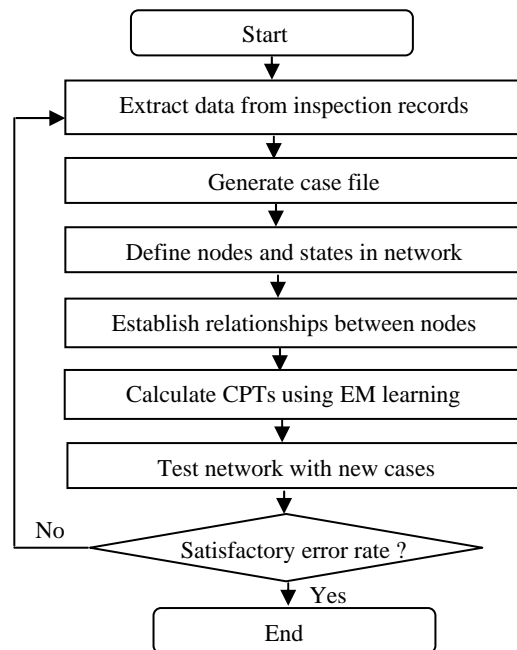 Start
Extract data from inspection records
Generate case file
Define nodes and states in network
Establish relationships between nodes
Calculate CPTs using EM learning
Test network with new cases
No
Satisfactory error rate ?
Yes
End